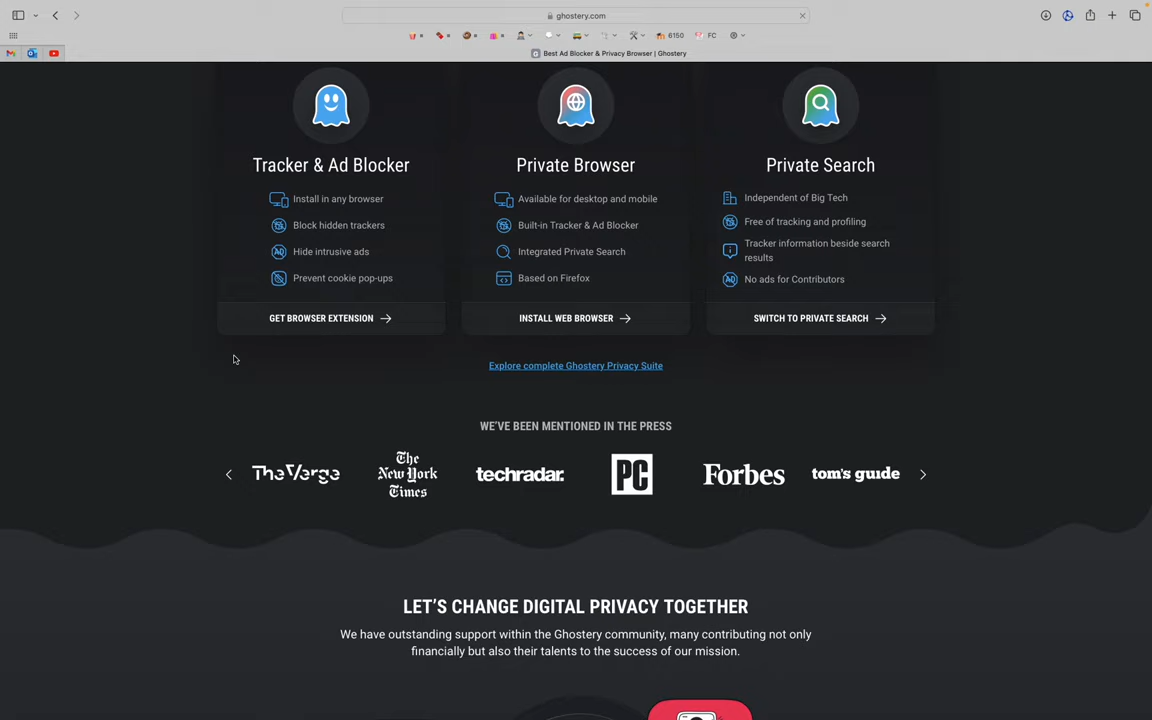 ghostery.com
6150
FC
Best Ad Blocker & Privacy Browser | Ghostery
Tracker & Ad Blocker
Install in any browser
Block hidden trackers
Hide intrusive ads
Prevent cookie pop-ups
GET BROWSER EXTENSION
Private Browser
Available for desktop and mobile
Built-in Tracker & Ad Blocker
Integrated Private Search
Based on Firefox
INSTALL WEB BROWSER
Private Search
Independent of Big Tech
Free of tracking and profiling
Tracker information beside search
results
No ads for Contributors
SWITCH TO PRIVATE SEARCH
Explore complete Ghostery Privacy Suite
WE'VE BEEN MENTIONED IN THE PRESS
TheVerge
The
New York
Times
techradar.
PC
Forbes
tom's guide
LET'S CHANGE DIGITAL PRIVACY TOGETHER
We have outstanding support within the Ghostery community, many contributing not only
financially but also their talents to the success of our mission.